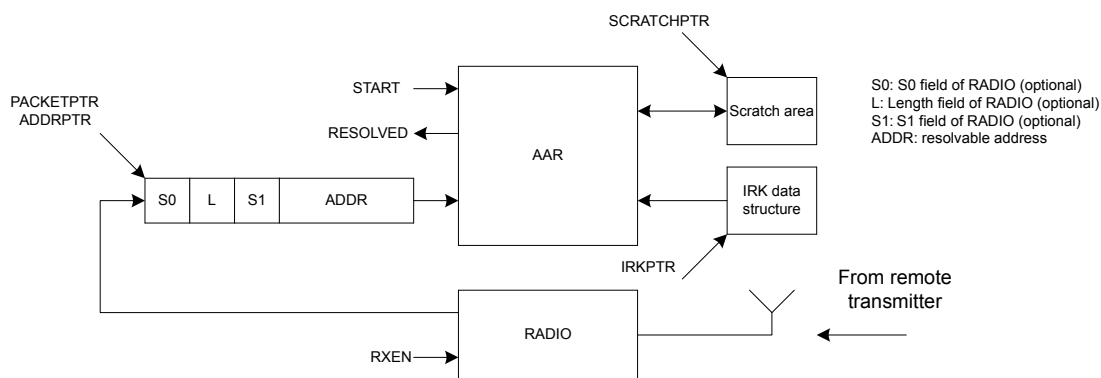 SCRATCHPTR
START
PACKETPTR
ADDRPTR
RESOLVED
AAR
Scratch area
S0: S0 field of RADIO (optional)
L: Length field of RADIO (optional)
S1: S1 field of RADIO (optional)
ADDR: resolvable address
S0
L
S1
ADDR
IRK data
structure
IRKPTR
From remote
transmitter
RADIO
RXEN